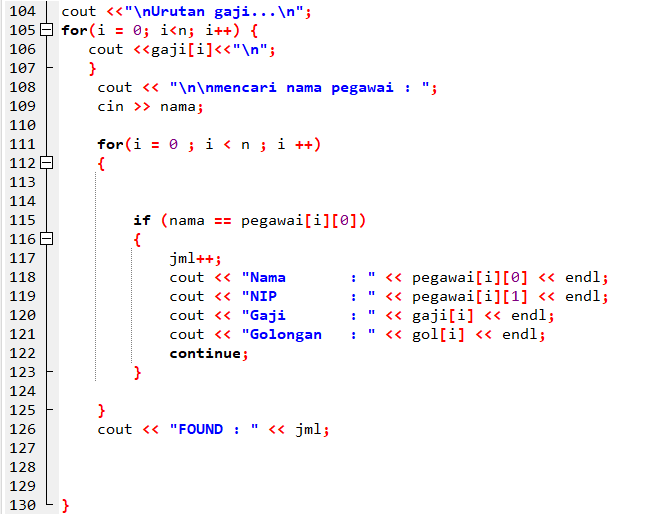 104 cout <<"\nUrutan gaji...\n";
105 for(i = 0; i<n; i++) {
106 cout <<gaji[i]<<"\n";
107 }
108 cout << "\n\nmencari nama pegawai : ";
109 cin >> nama;
110
111 for(i = 0 ; i < n ; i ++)
112 {
113
114
115 if (nama == pegawai[i][0])
116 {
117 jml++;
118 cout << "Nama       : " << pegawai[i][0] << endl;
119 cout << "NIP        : " << pegawai[i][1] << endl;
120 cout << "Gaji       : " << gaji[i] << endl;
121 cout << "Golongan   : " << gol[i] << endl;
122 continue;
123 }
124
125 }
126 cout << "FOUND : " << jml;
127
128
129
130 }